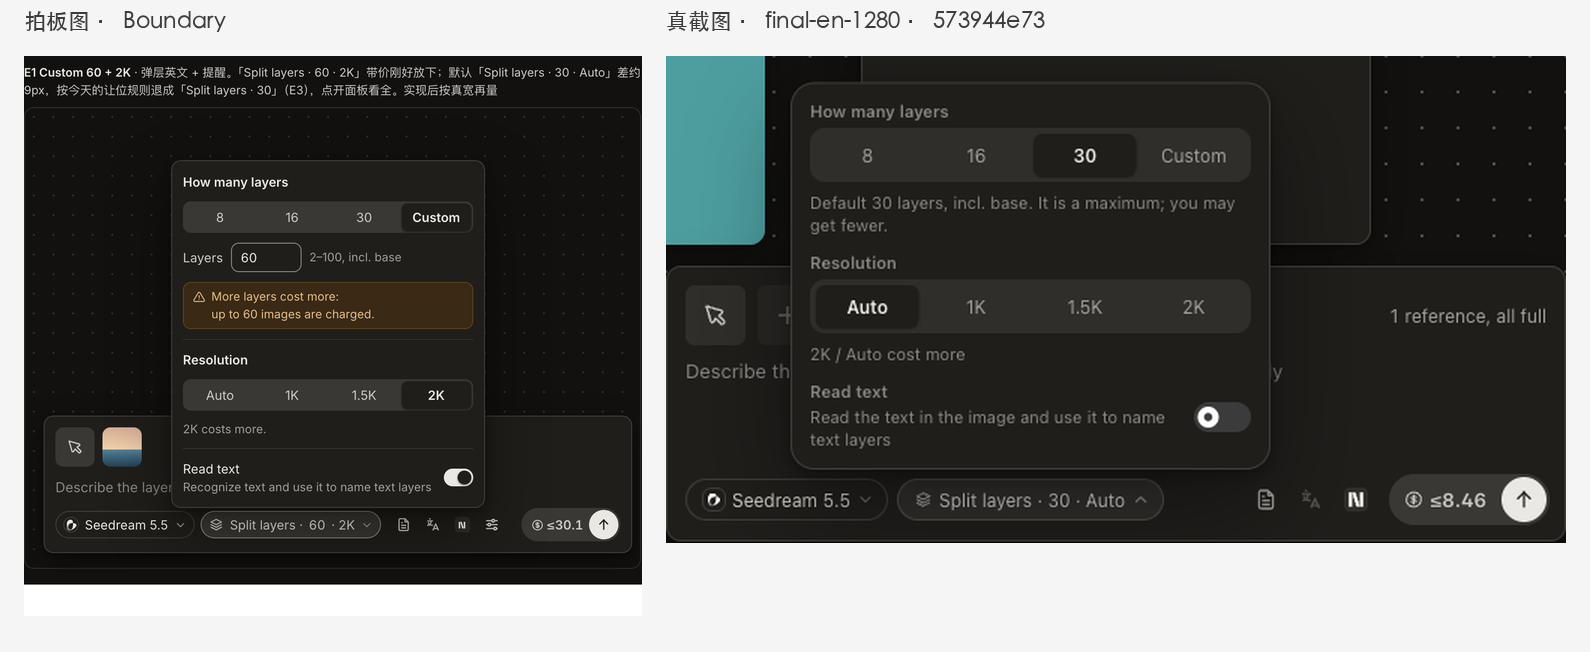 拍板图 · Boundary
E1 Custom 60 + 2K · 弹层英文 + 提醒。「Split layers · 60 · 2K」带价刚好放下；默认「Split layers · 30 · Auto」差约
9px，按今天的让位规则退成「Split layers · 30」（E3），点开面板看全。实现后按真宽再量
How many layers
8 16 30 Custom
Layers 60 2–100, incl. base
More layers cost more:
up to 60 images are charged.
Resolution
Auto 1K 1.5K 2K
2K costs more.
Read text
Recognize text and use it to name text layers
Describe the layer
Seedream 5.5 Split layers · 60 · 2K N ≤30.1
真截图 · final-en-1280 · 573944e73
How many layers
8 16 30 Custom
Default 30 layers, incl. base. It is a maximum; you may
get fewer.
Resolution
Auto 1K 1.5K 2K
1 reference, all full
2K / Auto cost more
Describe th y
Read text
Read the text in the image and use it to name
text layers
Seedream 5.5 Split layers · 30 · Auto N ≤8.46